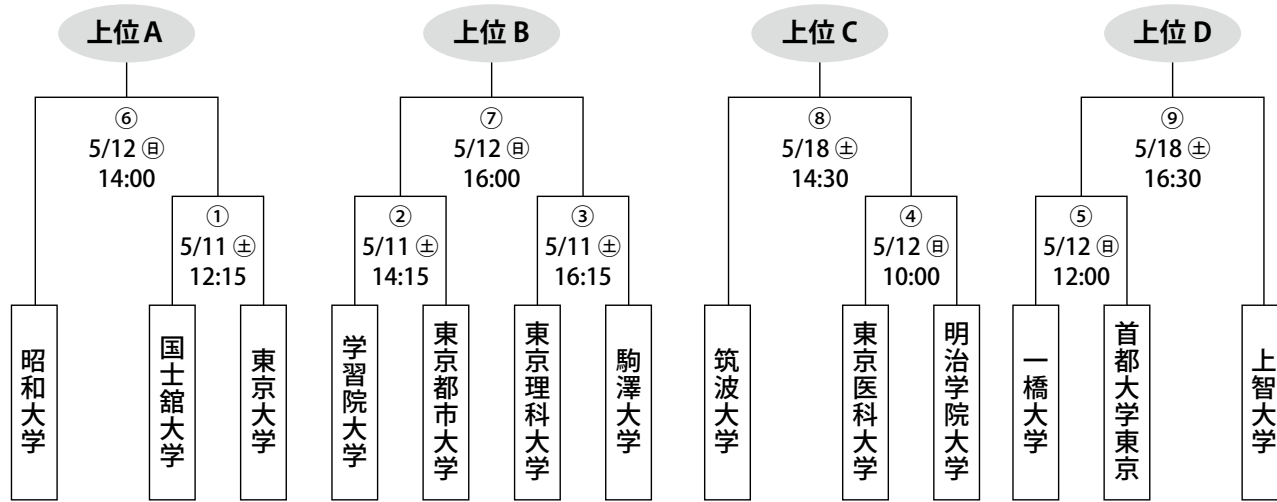 上位 A
上位 B
上位 C
上位 D
⑥
5/12 ㊐
14:00
⑦
5/12 ㊐
16:00
⑧
5/18 ㊏
14:30
⑨
5/18 ㊏
16:30
①
5/11 ㊏
12:15
②
5/11 ㊏
14:15
③
5/11 ㊏
16:15
④
5/12 ㊐
10:00
⑤
5/12 ㊐
12:00
昭和大学
国士舘大学
東京大学
学習院大学
東京都市大学
東京理科大学
駒澤大学
筑波大学
東京医科大学
明治学院大学
一橋大学
首都大学東京
上智大学